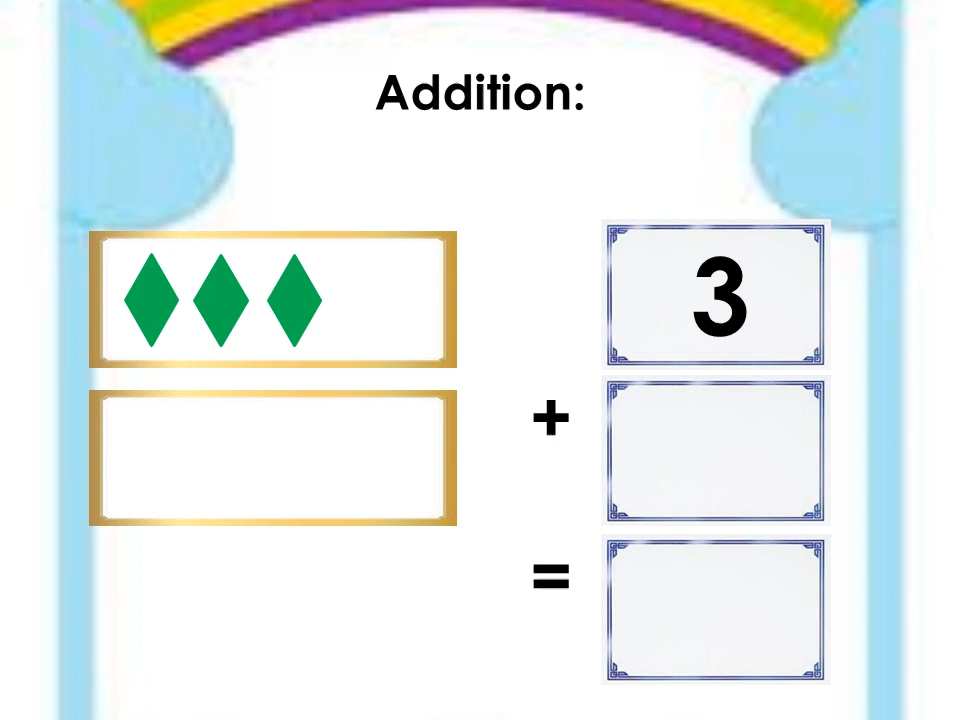 Addition:
3
+
=